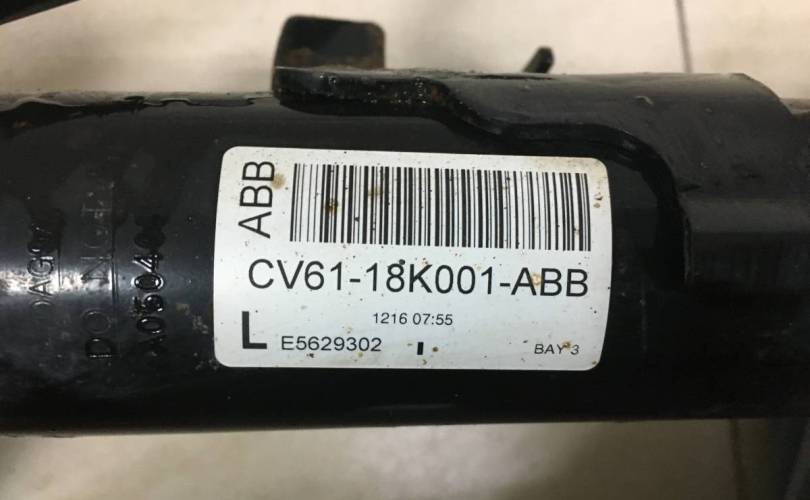 ABB
CV61-18K001-ABB
1216 07:55
L E5629302 BAY 3